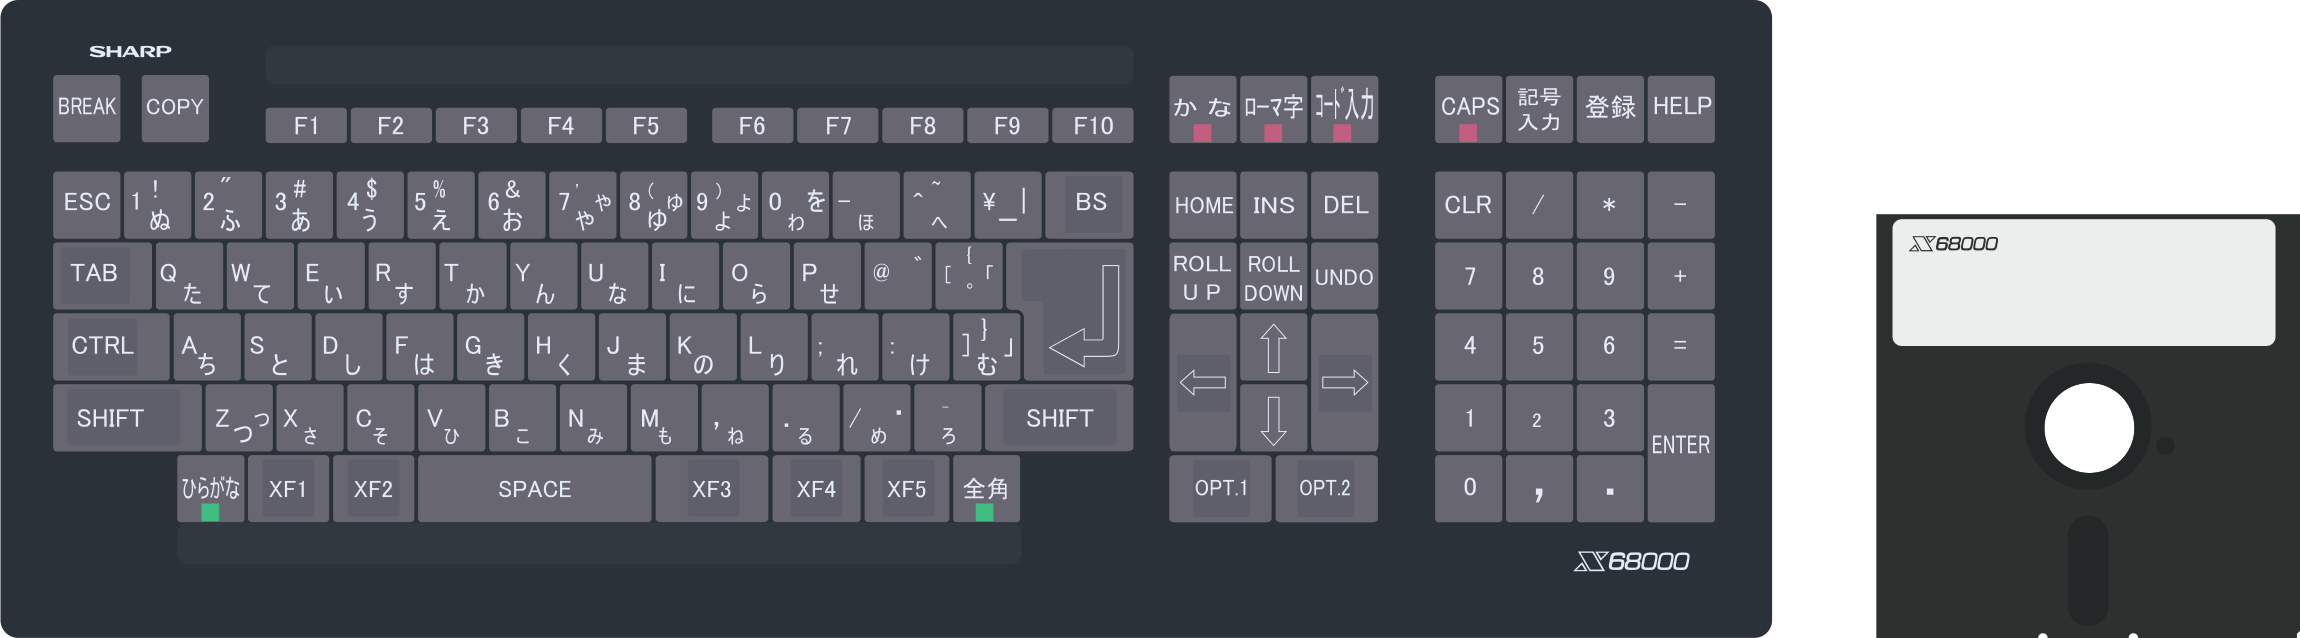 SHARP
BREAK COPY
F1 F2 F3 F4 F5 F6 F7 F8 F9 F10
かな ローマ字 コード入力
CAPS 記号入力 登録 HELP
ESC 1 ! ぬ 2 " ふ 3 # あ 4 $ う 5 % え 6 & お 7 ' や ゃ 8 ( ゆ ゅ 9 ) よ ょ 0 を わ - ほ ^ ~ へ ¥ | _ BS
HOME INS DEL
CLR / * -
TAB Q た W て E い R す T か Y ん U な I に O ら P せ @ ゛ [ { 「 ゜
ROLL UP ROLL DOWN UNDO
7 8 9 +
CTRL A ち S と D し F は G き H く J ま K の L り ; れ : け ] } 」 む
4 5 6 =
SHIFT Z っ つ X さ C そ V ひ B こ N み M も , ね . る / ・ め _ ろ SHIFT
1 2 3 ENTER
ひらがな XF1 XF2 SPACE XF3 XF4 XF5 全角
OPT.1 OPT.2
0 , .
X68000
X68000